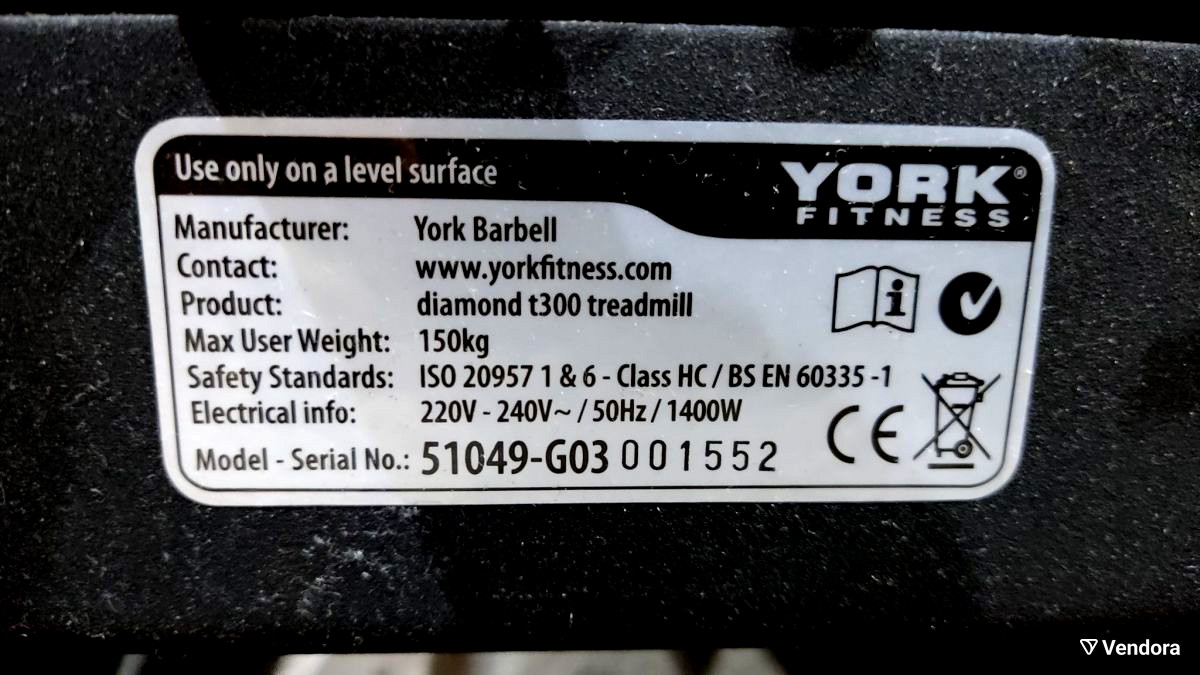 Use only on a level surface
YORK®
FITNESS
Manufacturer: York Barbell
Contact: www.yorkfitness.com
Product: diamond t300 treadmill
Max User Weight: 150kg
Safety Standards: ISO 20957 1 & 6 - Class HC / BS EN 60335 -1
Electrical info: 220V - 240V~ / 50Hz / 1400W
Model - Serial No.: 51049-G03 001552
i
CE
Vendora